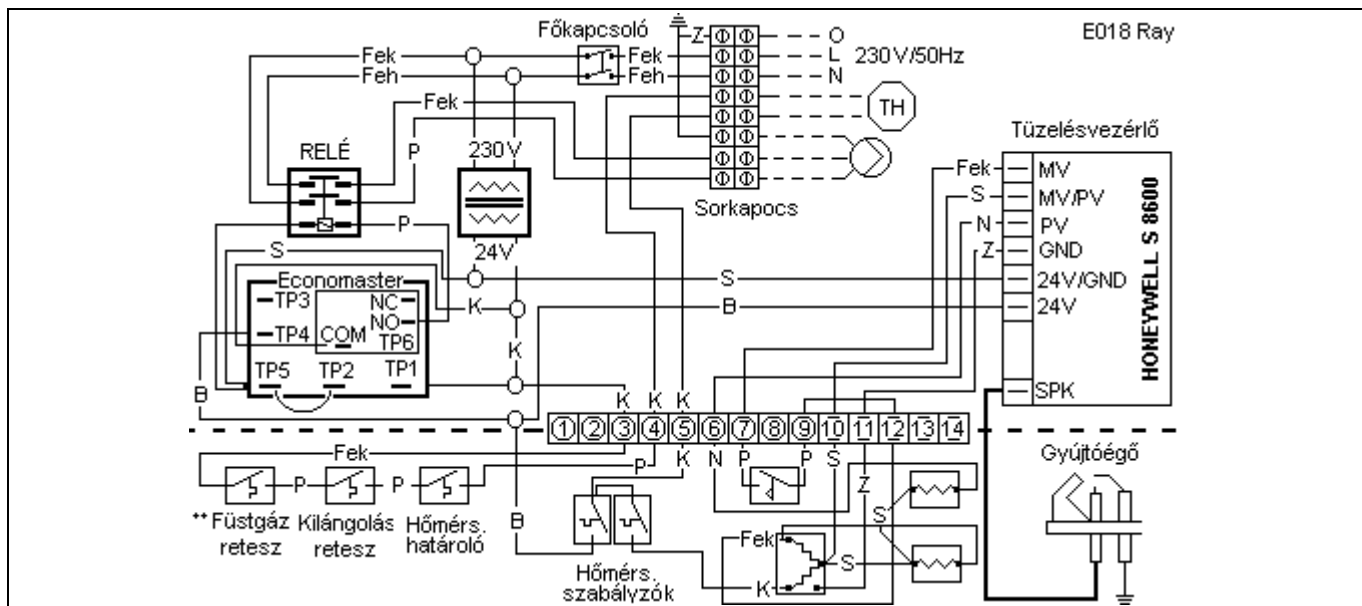 E018 Ray
Főkapcsoló
Z
O
Fek
Fek
L
230V/50Hz
Feh
Feh
N
Fek
TH
Tüzelésvezérlő
P
230V
RELÉ
Fek
MV
S
MV/PV
P
Sorkapocs
N
PV
S
24V
Z
GND
Economaster
S
24V/GND
TP3
NC
K
B
24V
NO
TP4
COM
TP6
K
TP5
TP2
TP1
HONEYWELL S 8600
B
SPK
K
K
K
1 2 3 4 5 6 7 8 9 10 11 12 13 14
Fek
P
K
N
P
P
S
Gyújtóégő
P
P
Z
** Füstgáz
retesz
Kilángolás
retesz
Hőmérs.
határoló
B
S
Fek
S
Hőmérs.
szabályzók
K